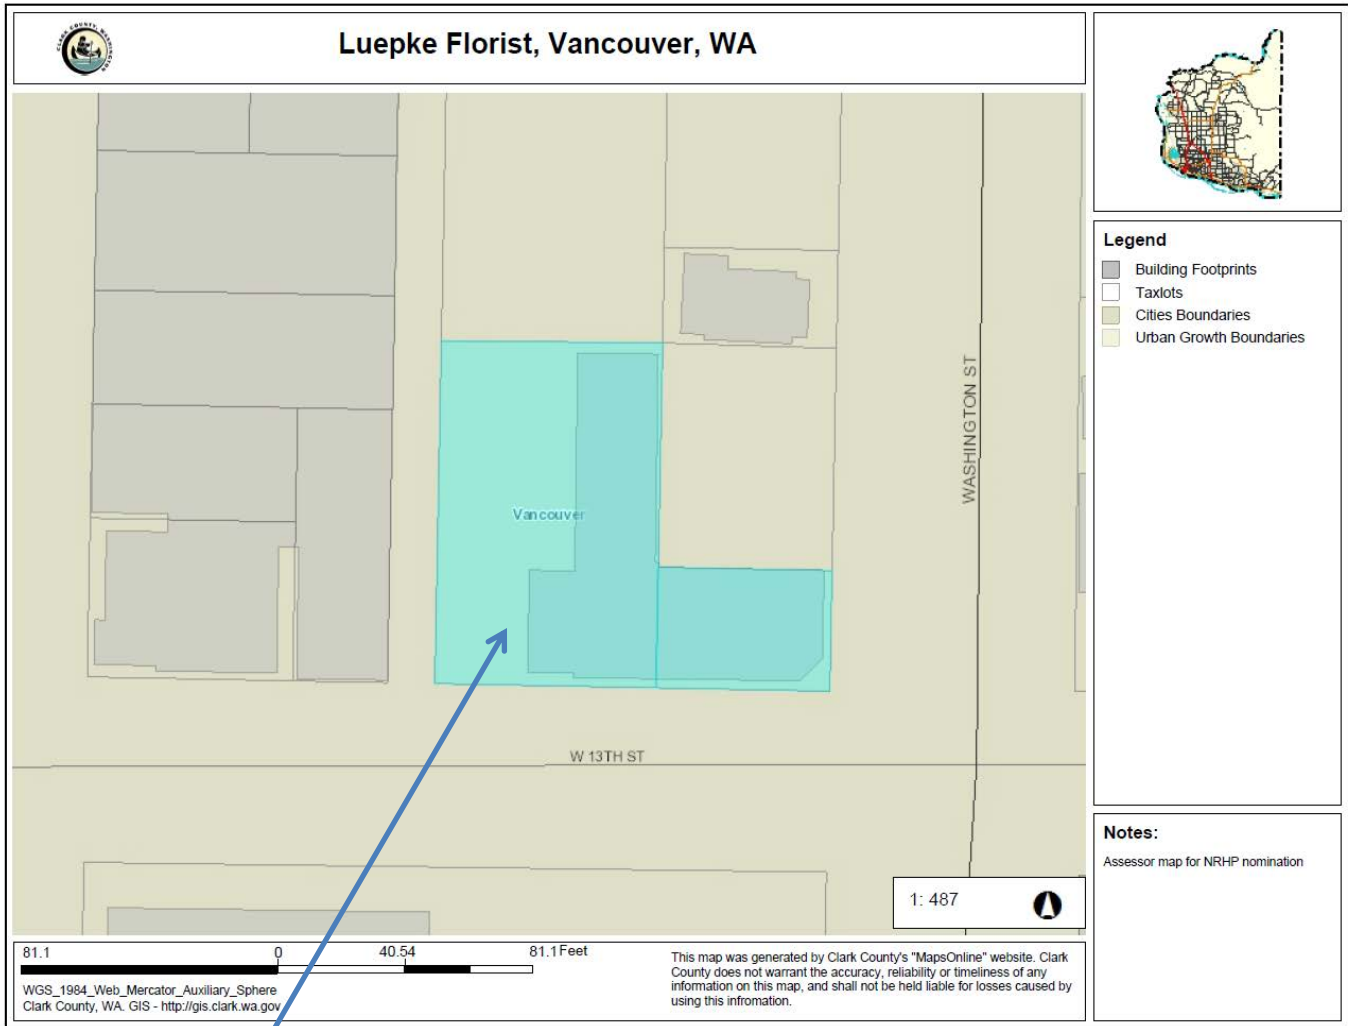 CLARK COUNTY, WASHINGTON
Luepke Florist, Vancouver, WA
Legend
Building Footprints
Taxlots
Cities Boundaries
Urban Growth Boundaries
WASHINGTON ST
Vancouver
W 13TH ST
Notes:
Assessor map for NRHP nomination
1: 487
81.1 0 40.54 81.1 Feet
WGS_1984_Web_Mercator_Auxiliary_Sphere
Clark County, WA. GIS - http://gis.clark.wa.gov
This map was generated by Clark County's "MapsOnline" website. Clark
County does not warrant the accuracy, reliability or timeliness of any
information on this map, and shall not be held liable for losses caused by
using this infromation.